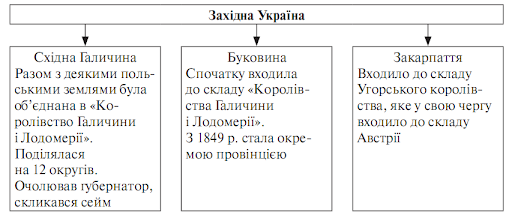 Західна Україна
Східна Галичина
Разом з деякими поль-
ськими землями була
об’єднана в «Ко-
ролівство Галичини
і Лодомерії».
Поділялася
на 12 округів.
Очолював губернатор,
скликався сейм
Буковина
Спочатку входила
до складу «Королів-
ства Галичини
і Лодомерії».
З 1849 р. стала окре-
мою провінцією
Закарпаття
Входило до складу
Угорського королів-
ства, яке у свою чергу
входило до складу
Австрії